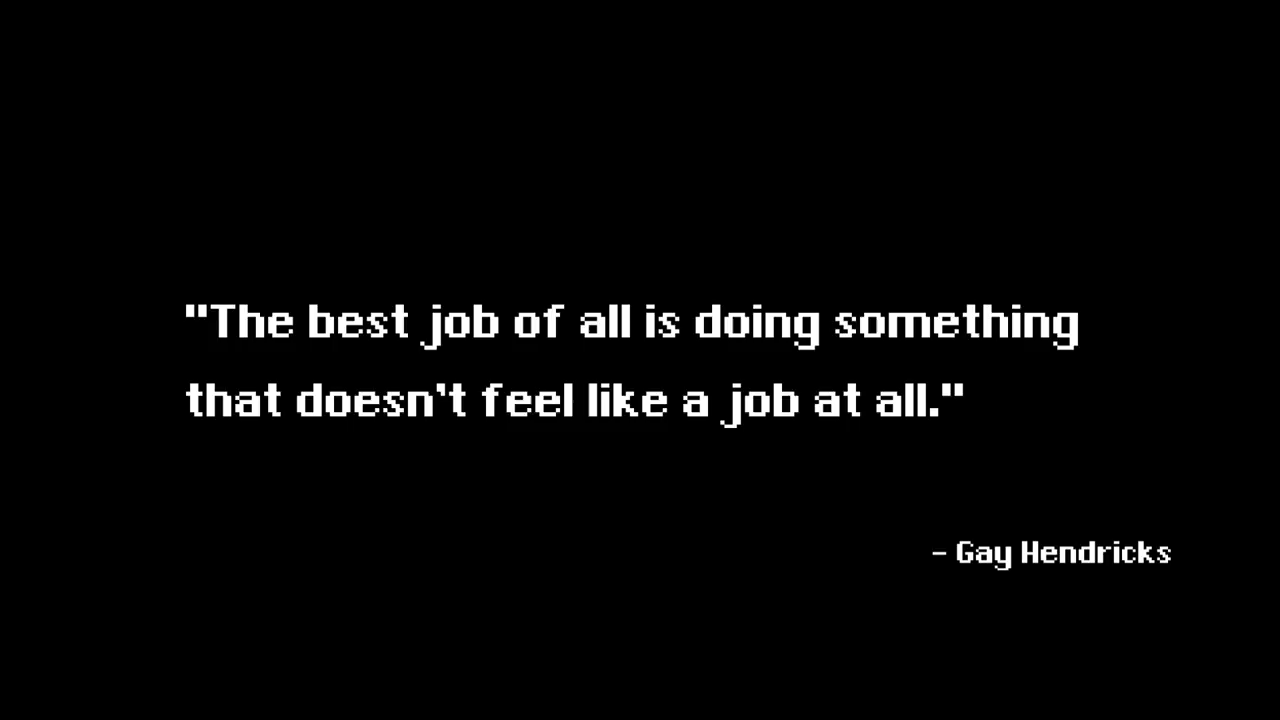 "The best job of all is doing something
that doesn't feel like a job at all."
- Gay Hendricks